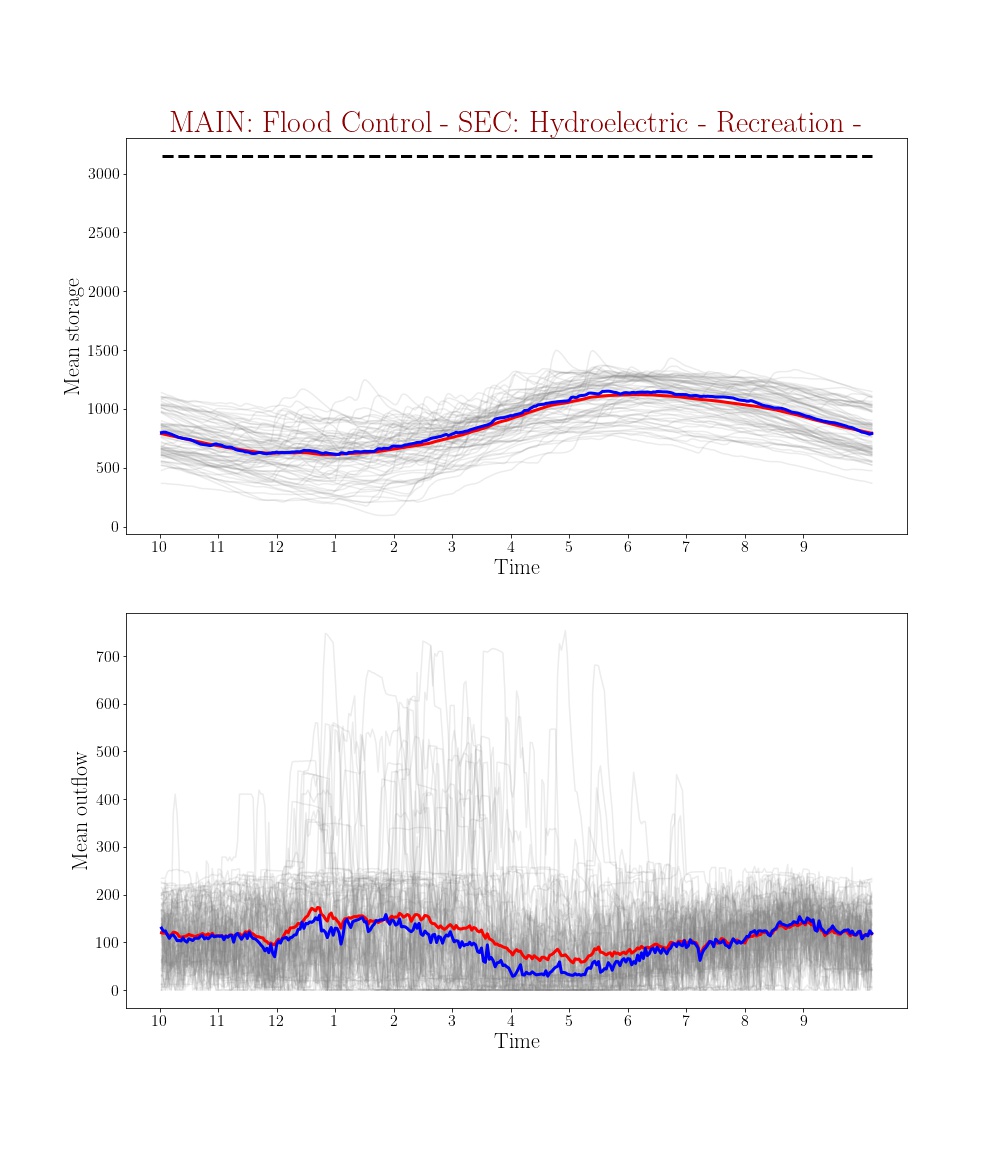 MAIN: Flood Control - SEC: Hydroelectric - Recreation -
Mean storage
3000
2500
2000
1500
1000
500
0
10 11 12 1 2 3 4 5 6 7 8 9
Time
Mean outflow
700
600
500
400
300
200
100
0
10 11 12 1 2 3 4 5 6 7 8 9
Time